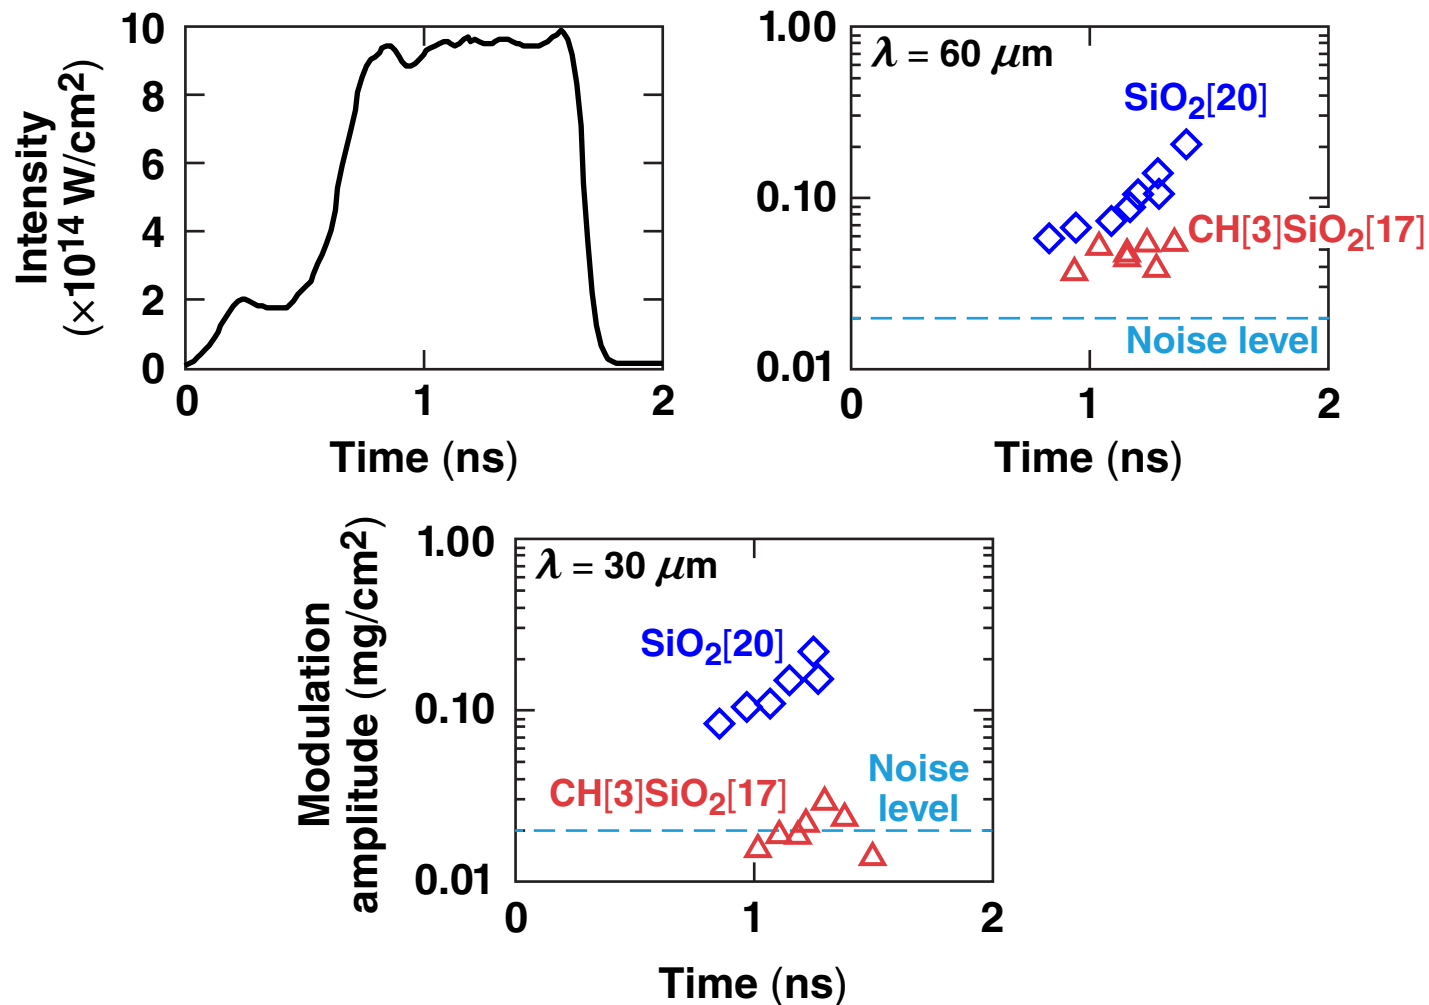 Intensity
(×10¹⁴ W/cm²)
10
8
6
4
2
0
0
1
2
Time (ns)
1.00
0.10
0.01
λ = 60 μm
SiO₂[20]
CH[3]SiO₂[17]
Noise level
0
1
2
Time (ns)
Modulation
amplitude (mg/cm²)
1.00
0.10
0.01
λ = 30 μm
SiO₂[20]
CH[3]SiO₂[17]
Noise
level
0
1
2
Time (ns)